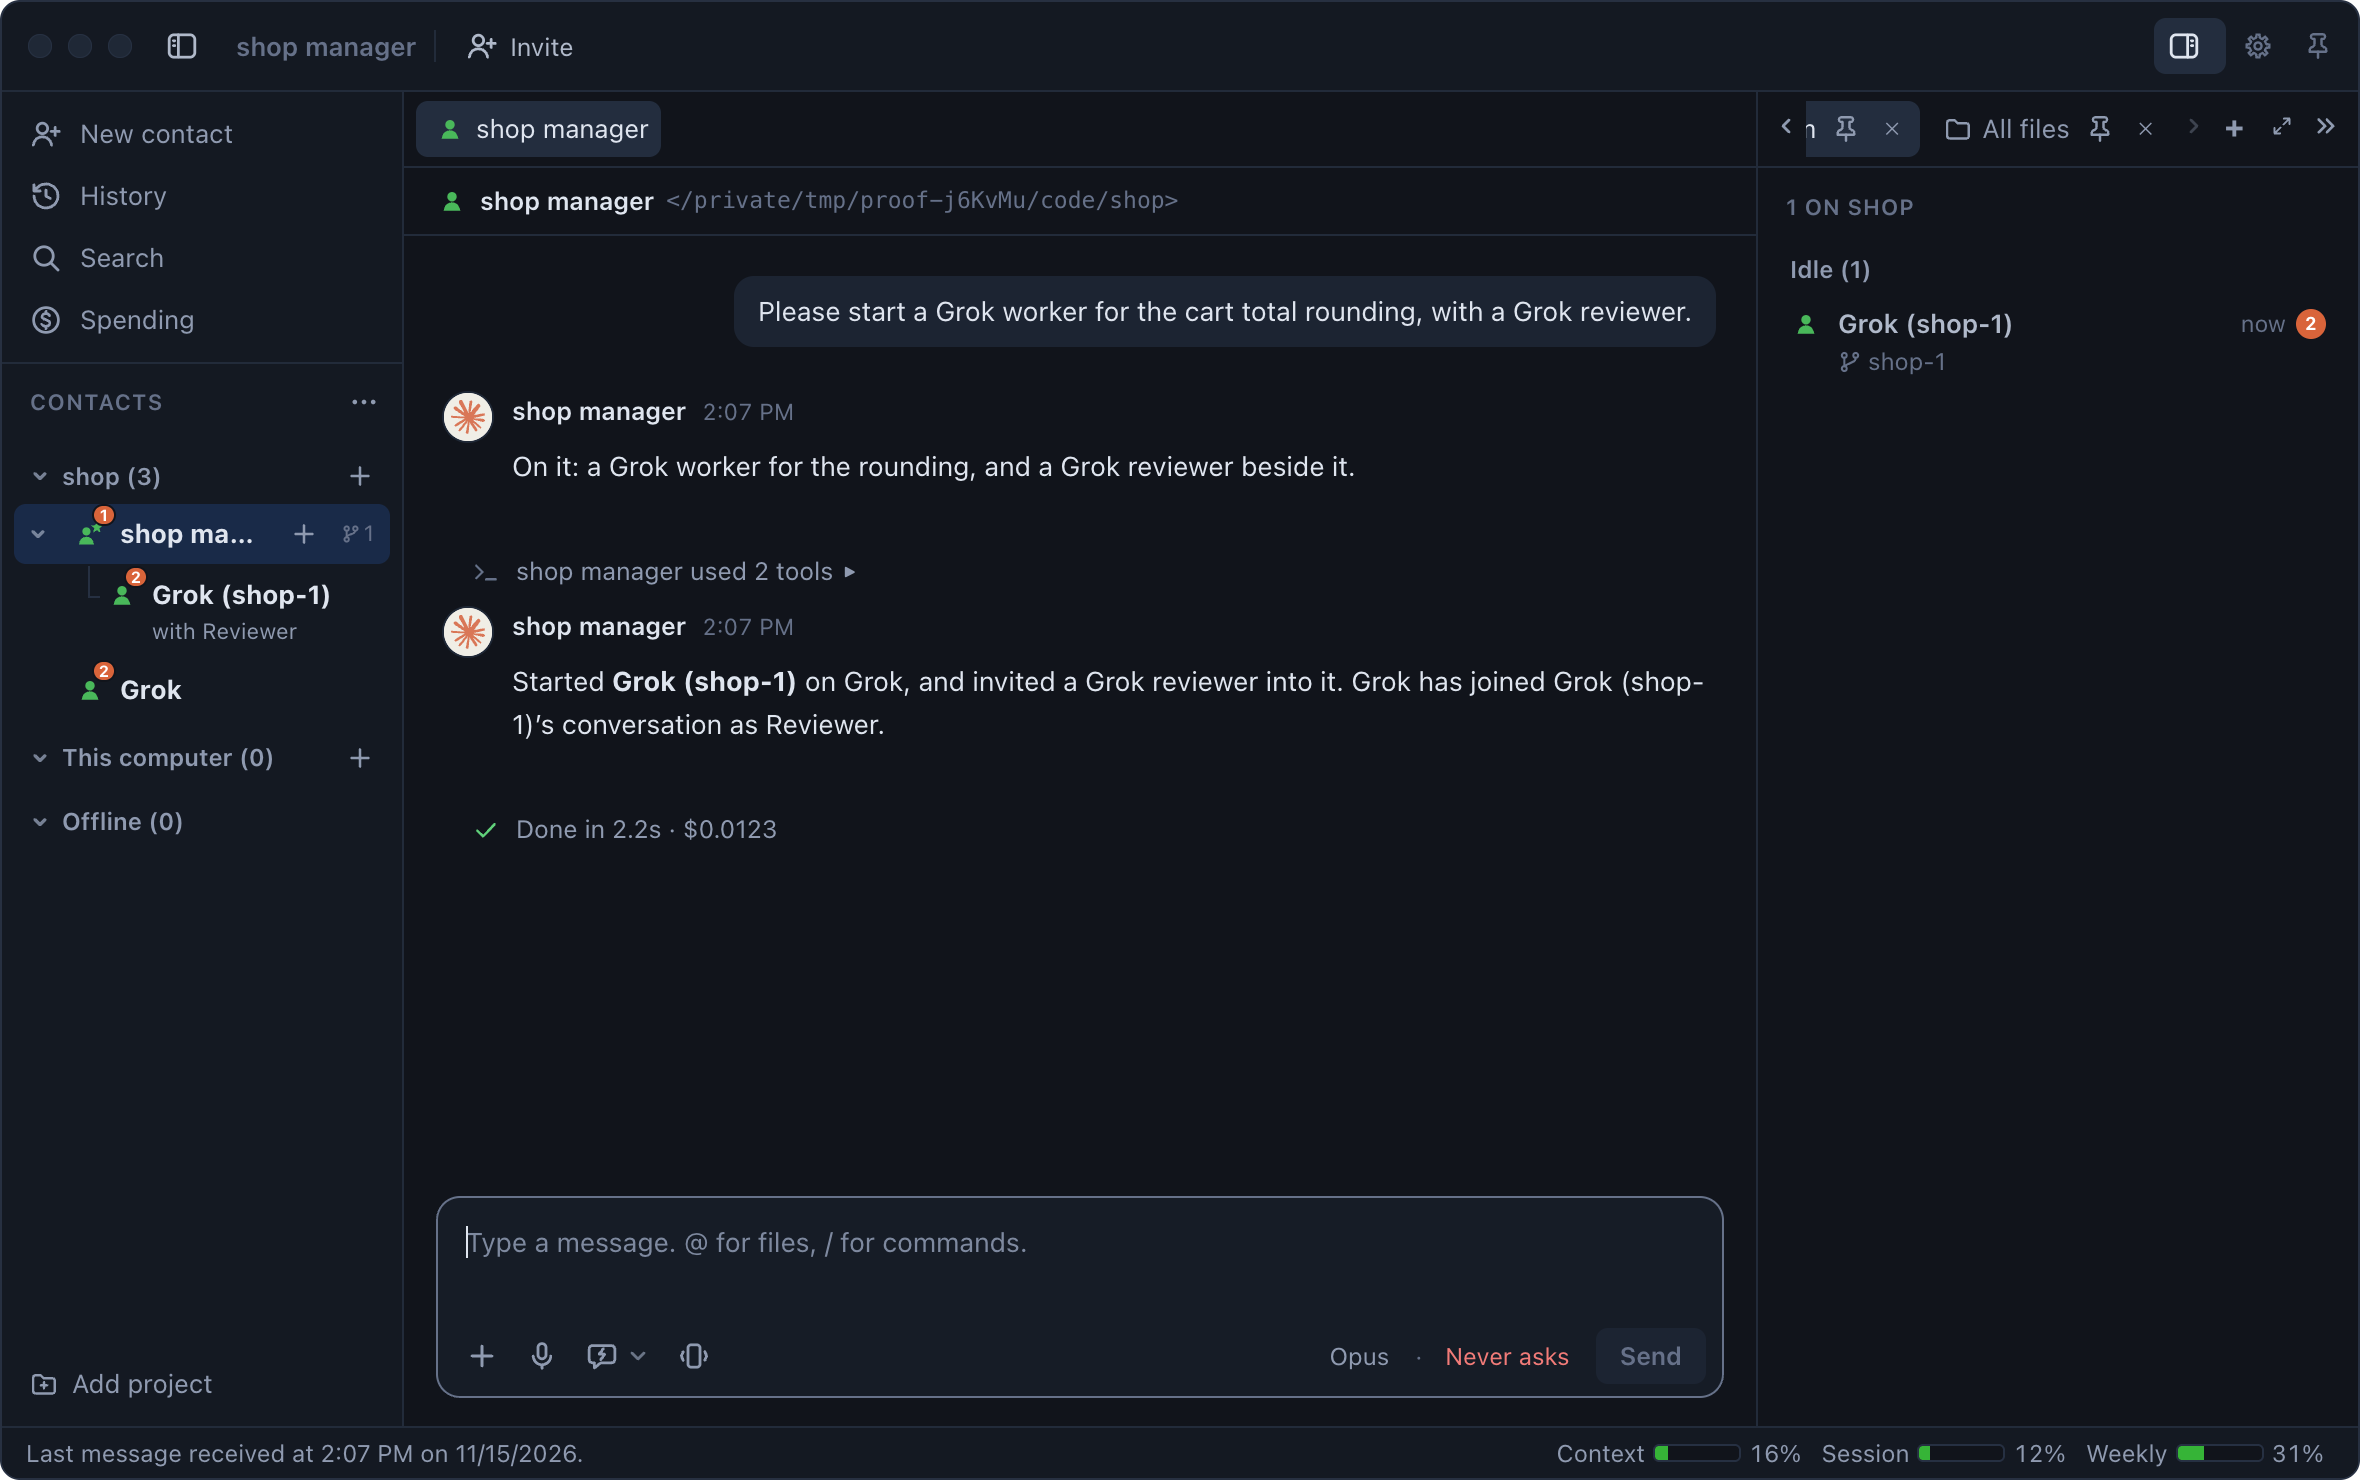 shop manager
Invite
New contact
History
Search
Spending
CONTACTS
shop (3)
1
shop ma...
1
2
Grok (shop-1)
with Reviewer
2
Grok
This computer (0)
Offline (0)
Add project
shop manager
shop manager </private/tmp/proof-j6KvMu/code/shop>
Please start a Grok worker for the cart total rounding, with a Grok reviewer.
shop manager 2:07 PM
On it: a Grok worker for the rounding, and a Grok reviewer beside it.
shop manager used 2 tools
shop manager 2:07 PM
Started Grok (shop-1) on Grok, and invited a Grok reviewer into it. Grok has joined Grok (shop-
1)’s conversation as Reviewer.
Done in 2.2s · $0.0123
Type a message. @ for files, / for commands.
Opus · Never asks Send
All files
1 ON SHOP
Idle (1)
Grok (shop-1) now 2
shop-1
Last message received at 2:07 PM on 11/15/2026.
Context 16% Session 12% Weekly 31%